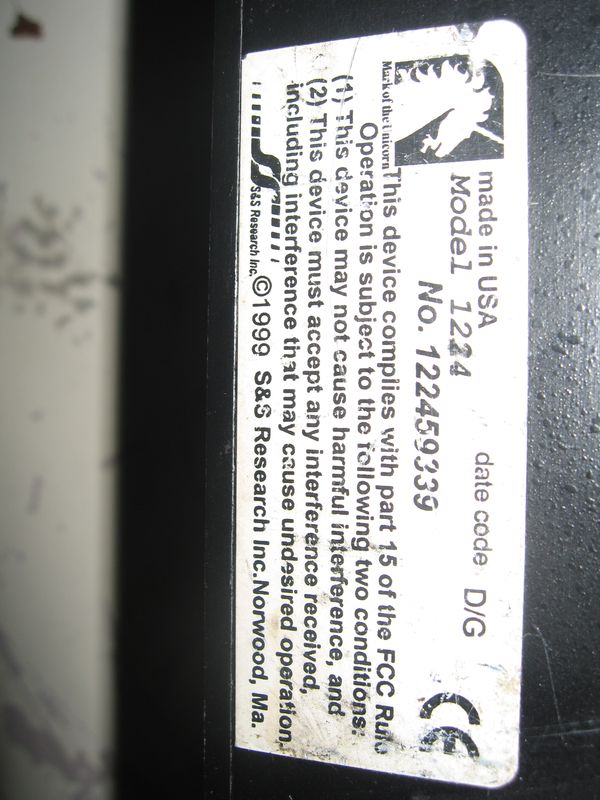 made in USA date code D/G
Model 1224
No. 122459339
Mark of the Unicorn
This device complies with part 15 of the FCC Rule
Operation is subject to the following two conditions:
(1) This device may not cause harmful interference, and
(2) This device must accept any interference received,
including interference that may cause undesired operation.
S&S Research Inc. ©1999 S&S Research Inc. Norwood, Ma.
CE